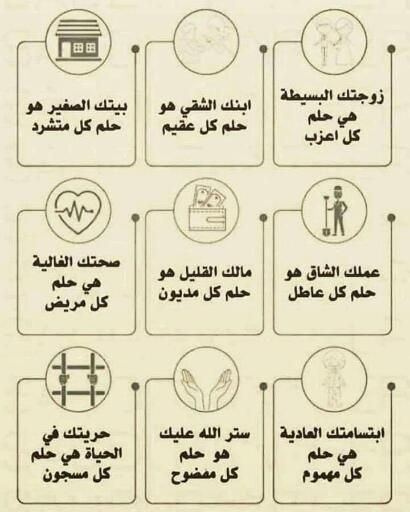 زوجتك البسيطة
هي حلم
كل اعزب
ابنك الشقي هو
حلم كل عقيم
بيتك الصغير هو
حلم كل متشرد
عملك الشاق هو
حلم كل عاطل
مالك القليل هو
حلم كل مديون
صحتك الغالية
هي حلم
كل مريض
ابتسامتك العادية
هي حلم
كل مهموم
ستر الله عليك
هو حلم
كل مفضوح
حريتك في
الحياة هي حلم
كل مسجون